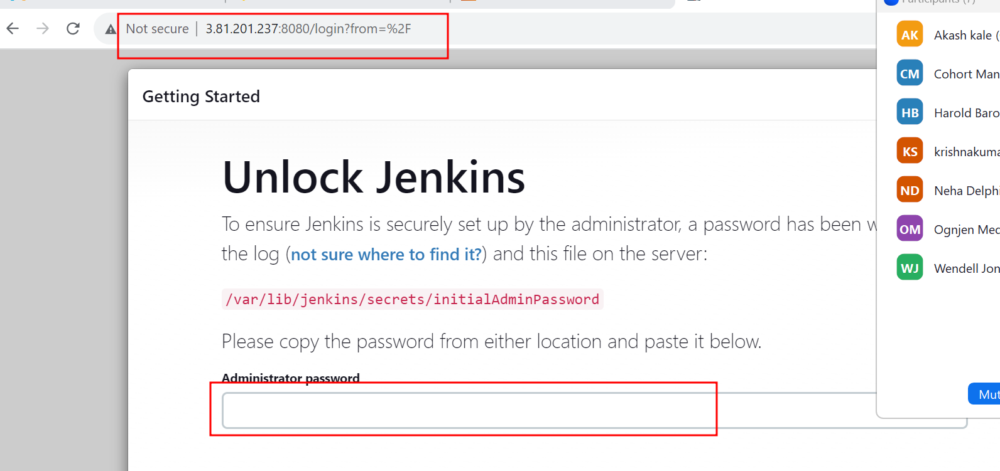 Participants (7)
Not secure | 3.81.201.237:8080/login?from=%2F
Getting Started
Unlock Jenkins
To ensure Jenkins is securely set up by the administrator, a password has been w
the log (not sure where to find it?) and this file on the server:
/var/lib/jenkins/secrets/initialAdminPassword
Please copy the password from either location and paste it below.
Administrator password
AK Akash kale (
CM Cohort Man
HB Harold Baro
KS krishnakuma
ND Neha Delphi
OM Ognjen Med
WJ Wendell Jon
Mut